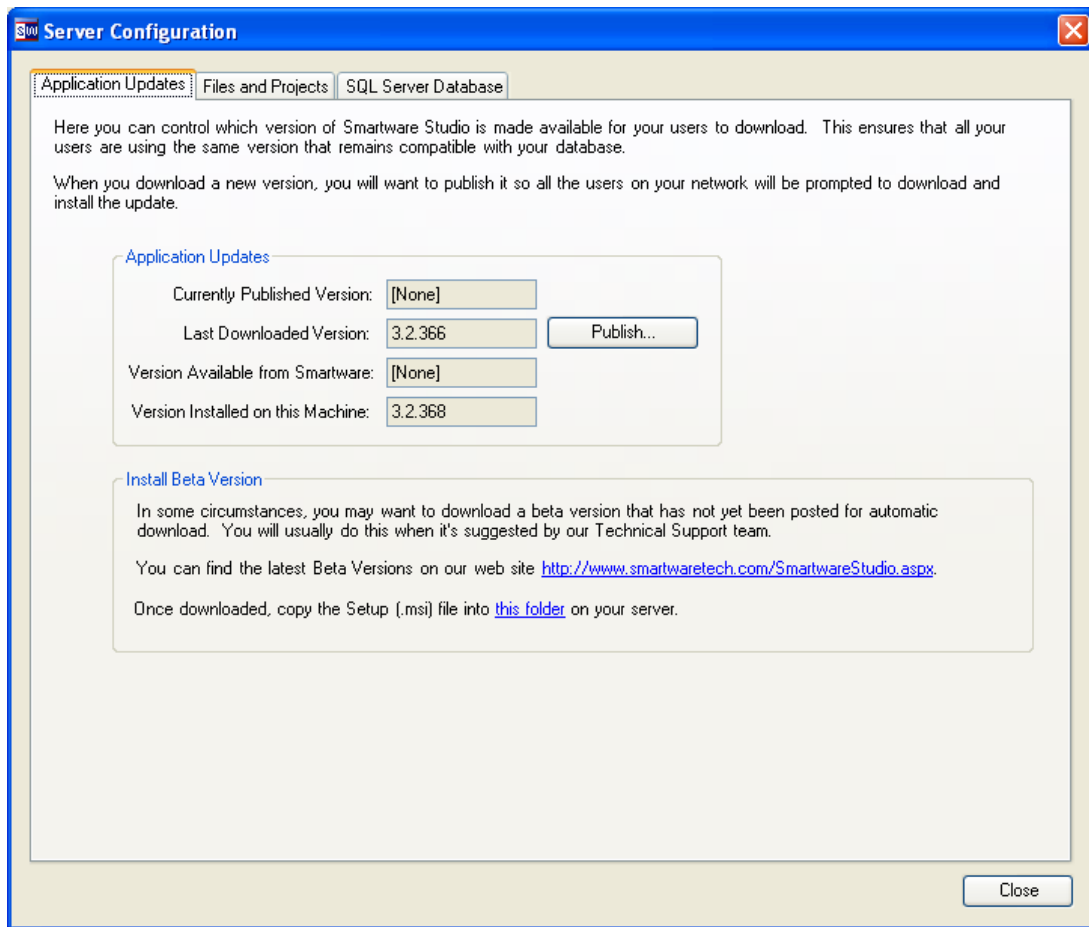 SW Server Configuration
Application Updates Files and Projects SQL Server Database
Here you can control which version of Smartware Studio is made available for your users to download. This ensures that all your
users are using the same version that remains compatible with your database.
When you download a new version, you will want to publish it so all the users on your network will be prompted to download and
install the update.
Application Updates
Currently Published Version: [None]
Last Downloaded Version: 3.2.366 Publish...
Version Available from Smartware: [None]
Version Installed on this Machine: 3.2.368
Install Beta Version
In some circumstances, you may want to download a beta version that has not yet been posted for automatic
download. You will usually do this when it's suggested by our Technical Support team.
You can find the latest Beta Versions on our web site http://www.smartwaretech.com/SmartwareStudio.aspx.
Once downloaded, copy the Setup (.msi) file into this folder on your server.
Close